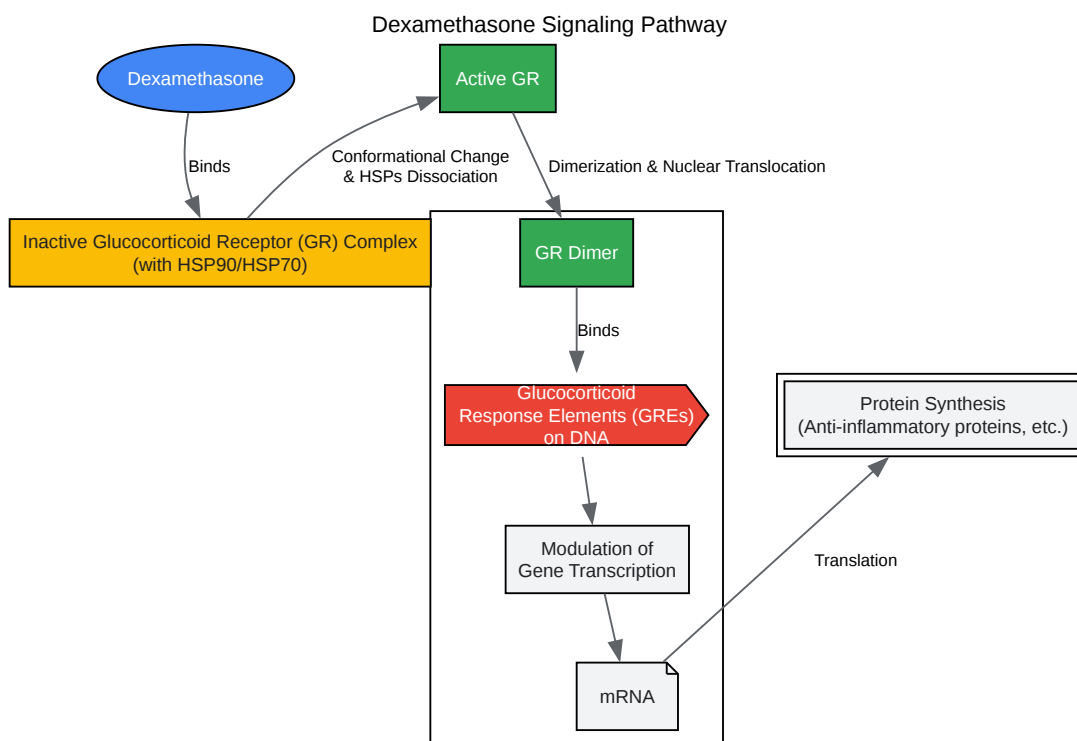 Dexamethasone Signaling Pathway
Dexamethasone
Active GR
Binds
Conformational Change
& HSPs Dissociation
Dimerization & Nuclear Translocation
Inactive Glucocorticoid Receptor (GR) Complex
(with HSP90/HSP70)
GR Dimer
Binds
Glucocorticoid
Response Elements (GREs)
on DNA
Protein Synthesis
(Anti-inflammatory proteins, etc.)
Modulation of
Gene Transcription
Translation
mRNA